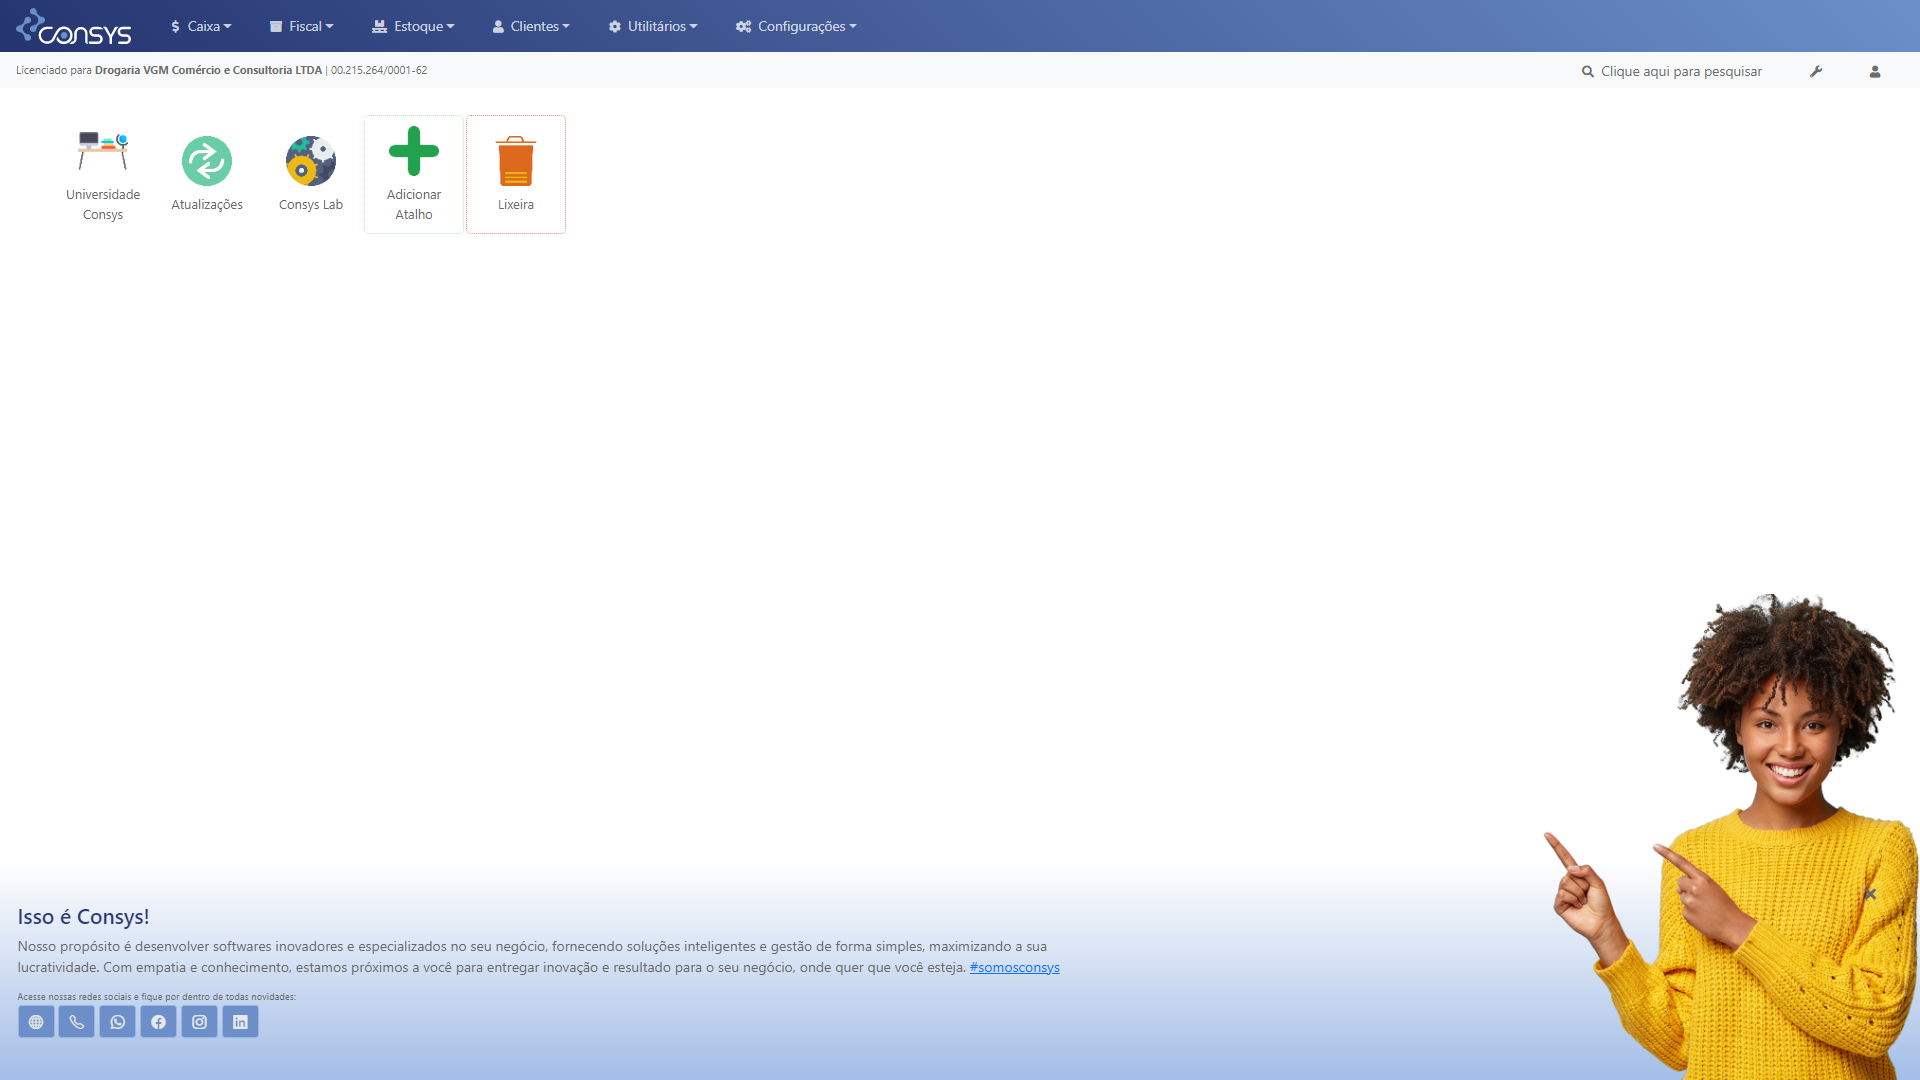 consys
Caixa
Fiscal
Estoque
Clientes
Utilitários
Configurações
Licenciado para Drogaria VGM Comércio e Consultoria LTDA | 00.215.264/0001-62
Clique aqui para pesquisar
Universidade
Consys
Atualizações
Consys Lab
Adicionar
Atalho
Lixeira
Isso é Consys!
Nosso propósito é desenvolver softwares inovadores e especializados no seu negócio, fornecendo soluções inteligentes e gestão de forma simples, maximizando a sua
lucratividade. Com empatia e conhecimento, estamos próximos a você para entregar inovação e resultado para o seu negócio, onde quer que você esteja. #somosconsys
Acesse nossas redes sociais e fique por dentro de todas novidades: